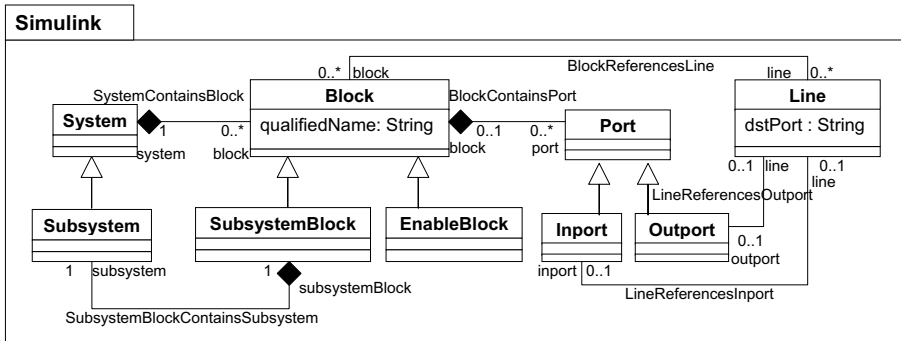 Simulink
BlockReferencesLine
0..* block
line 0..*
SystemContainsBlock
Block
BlockContainsPort
Line
System
qualifiedName: String
Port
dstPort : String
1
0..*
0..1
0..*
system
block
block
port
0..1
line
0..1
line
LineReferencesOutport
Subsystem
SubsystemBlock
EnableBlock
Inport
Outport
0..1
outport
1 subsystem
1
subsystemBlock
inport 0..1
LineReferencesInport
SubsystemBlockContainsSubsystem